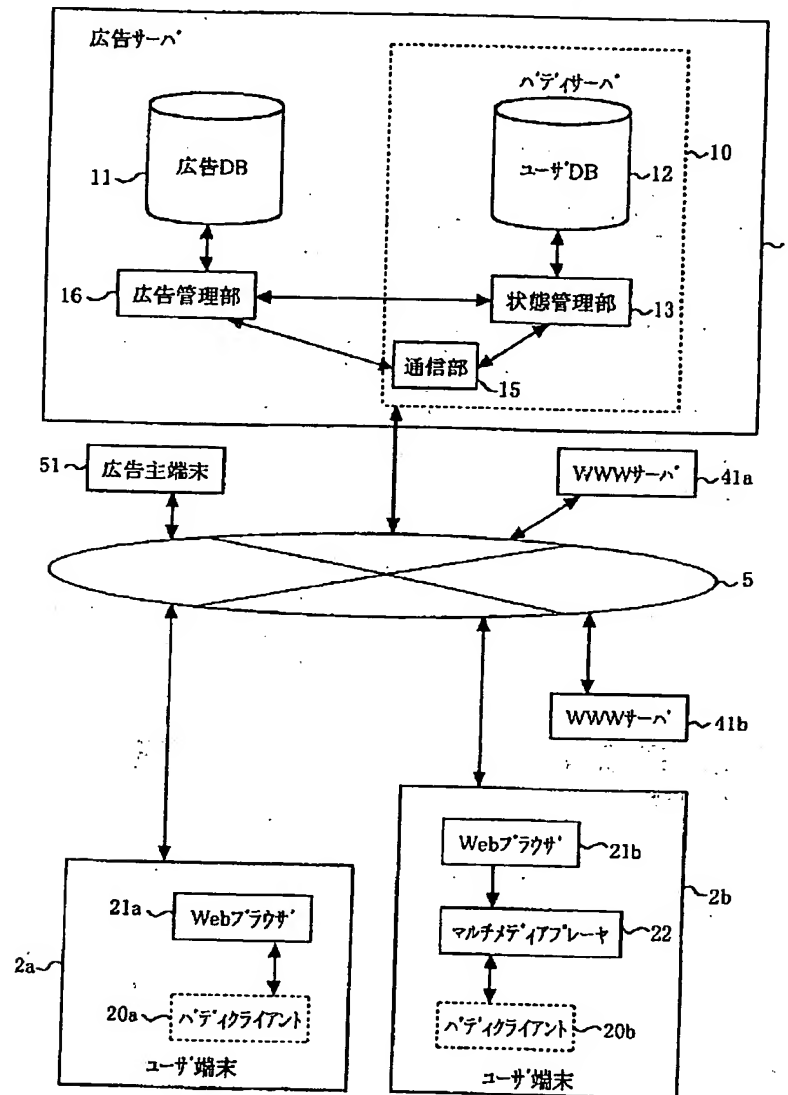 広告サーバ
バディサーバ
広告DB
11
ユーザDB
12
10
16
広告管理部
状態管理部
13
通信部
15
51
広告主端末
WWWサーバ
41a
5
WWWサーバ
41b
Webブラウザ
21b
2b
21a
Webブラウザ
マルチメディアプレーヤ
22
2a
20a
バディクライアント
バディクライアント
20b
ユーザ端末
ユーザ端末